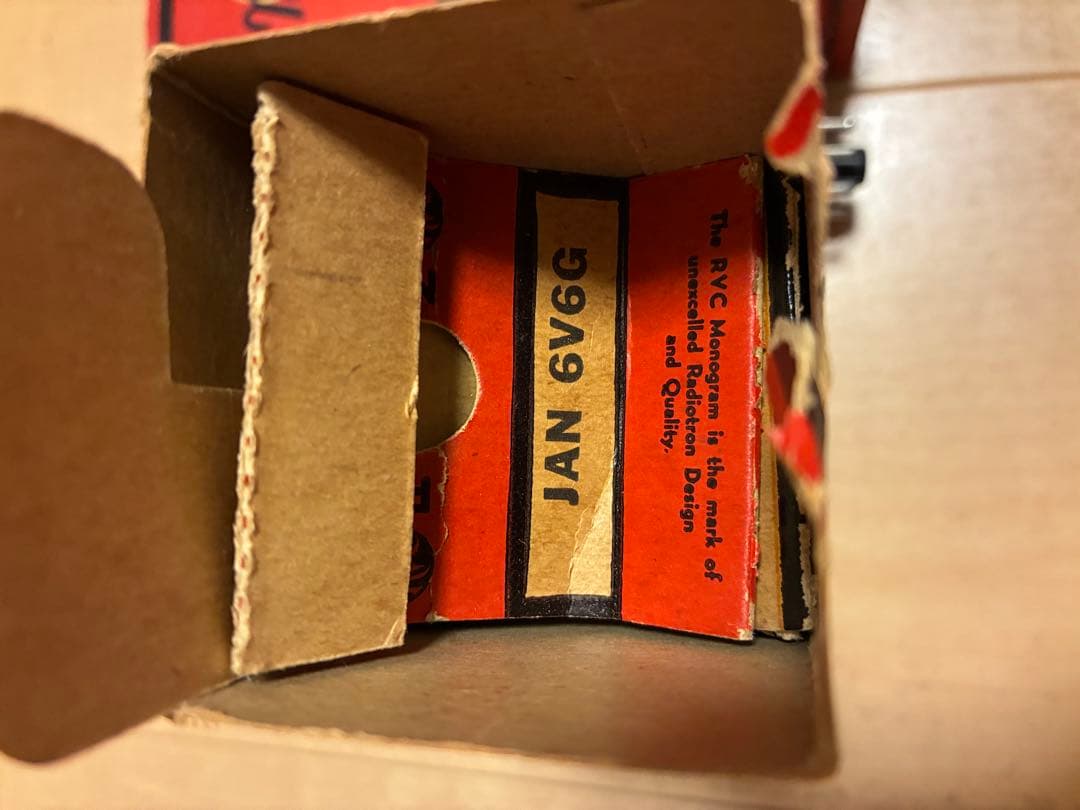 JAN 6V6G
The RVC Monogram is the mark of
unexcelled Radiotron Design
and Quality.